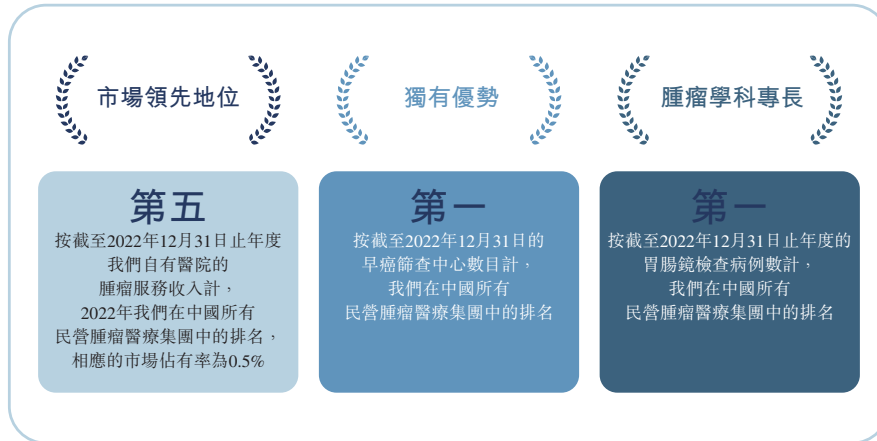 市場領先地位
獨有優勢
腫瘤學科專長
第五
按截至2022年12月31日止年度
我們自有醫院的
腫瘤服務收入計，
2022年我們在中國所有
民營腫瘤醫療集團中的排名，
相應的市場佔有率為0.5%
第一
按截至2022年12月31日的
早癌篩查中心數目計，
我們在中國所有
民營腫瘤醫療集團中的排名
第一
按截至2022年12月31日止年度的
胃腸鏡檢查病例數計，
我們在中國所有
民營腫瘤醫療集團中的排名